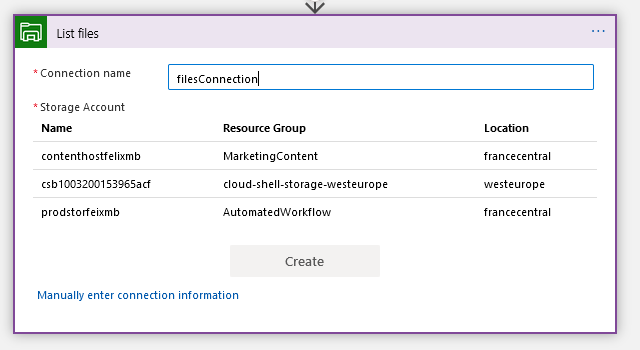 List files
...
* Connection name
filesConnection
* Storage Account
Name Resource Group Location
contenthostfelixmb MarketingContent francecentral
csb1003200153965acf cloud-shell-storage-westeurope westeurope
prodstorfeixmb AutomatedWorkflow francecentral
Create
Manually enter connection information